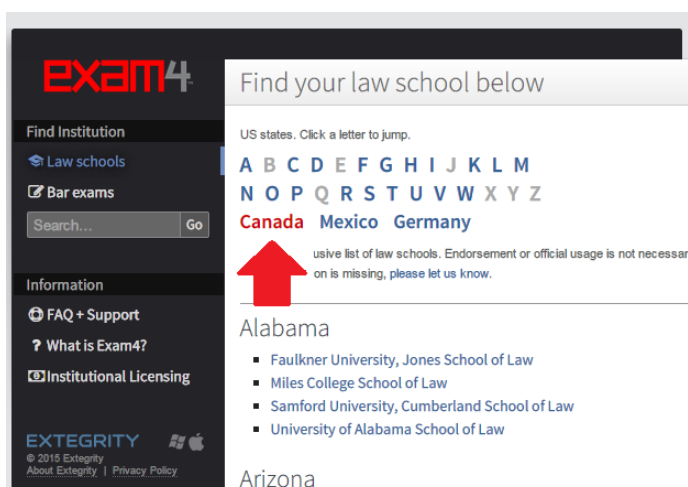 exam4
Find Institution
Law schools
Bar exams
Search...
Go
Information
FAQ + Support
? What is Exam4?
Institutional Licensing
EXTEGRITY
© 2015 Extegrity
About Extegrity | Privacy Policy
Find your law school below
US states. Click a letter to jump.
A B C D E F G H I J K L M
N O P Q R S T U V W X Y Z
Canada Mexico Germany
list of law schools. Endorsement or official usage is not
on is missing, please let us know.
Alabama
Faulkner University, Jones School of Law
Miles College School of Law
Samford University, Cumberland School of Law
University of Alabama School of Law
Arizona